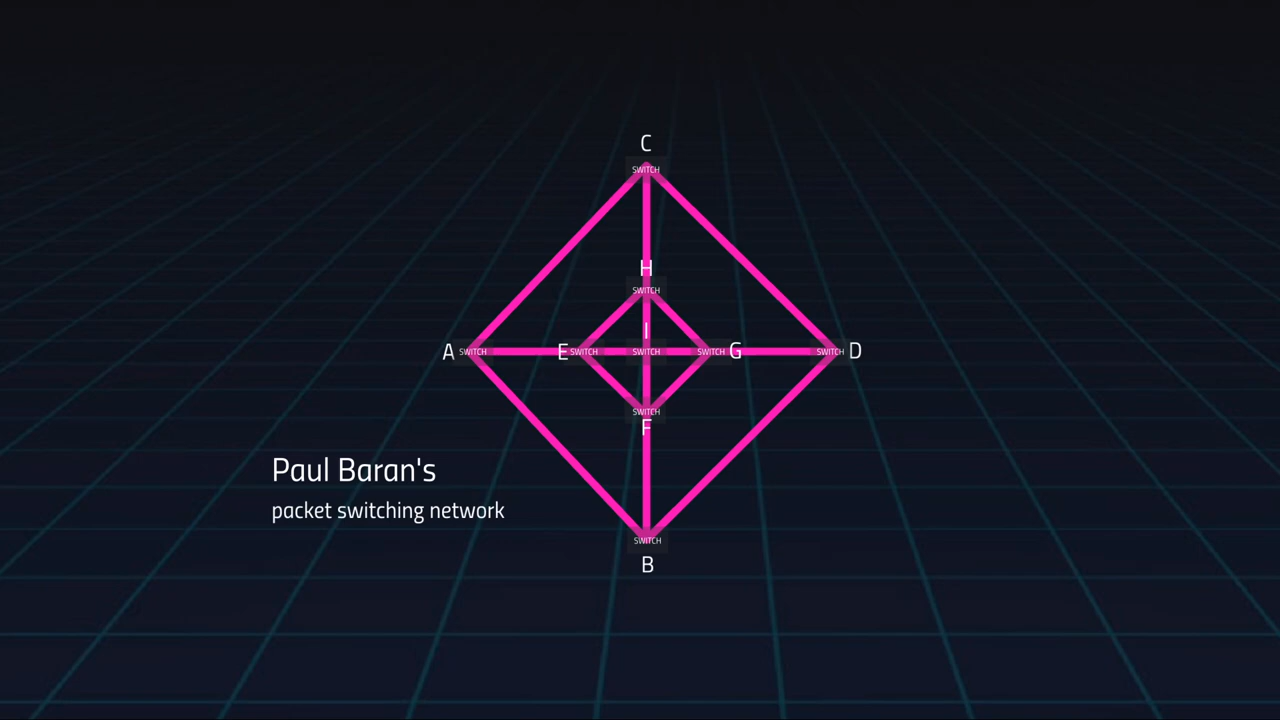 C
SWITCH
H
SWITCH
I
A SWITCH E SWITCH SWITCH SWITCH G SWITCH D
SWITCH
F
Paul Baran's
packet switching network
SWITCH
B